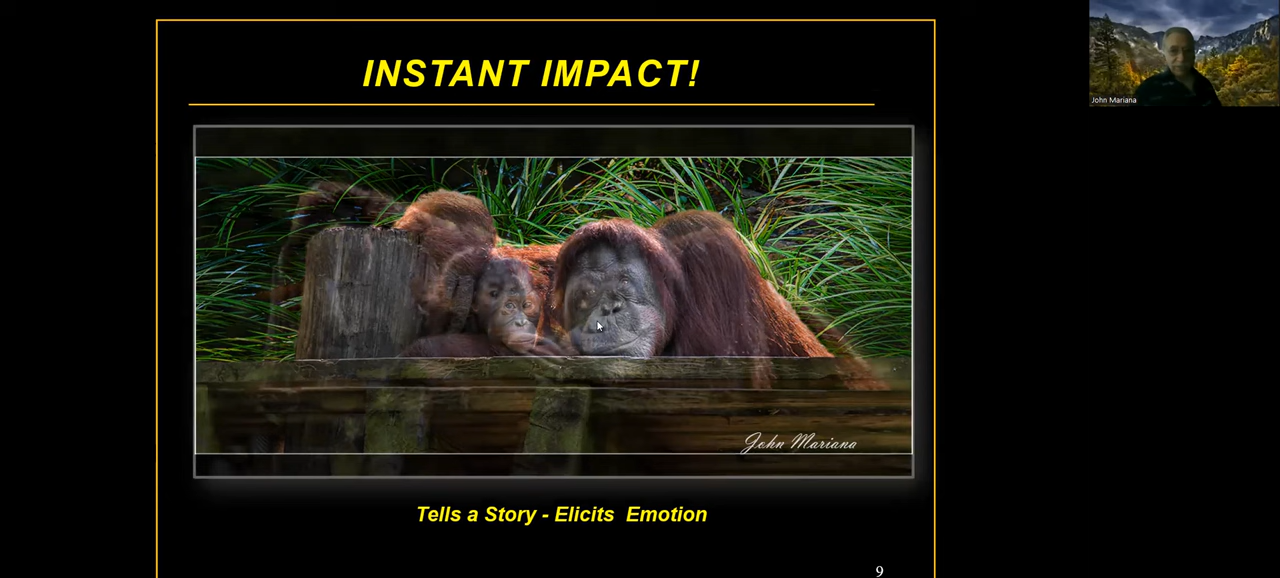 INSTANT IMPACT!
John Mariana
John Mariana
Tells a Story - Elicits Emotion
9